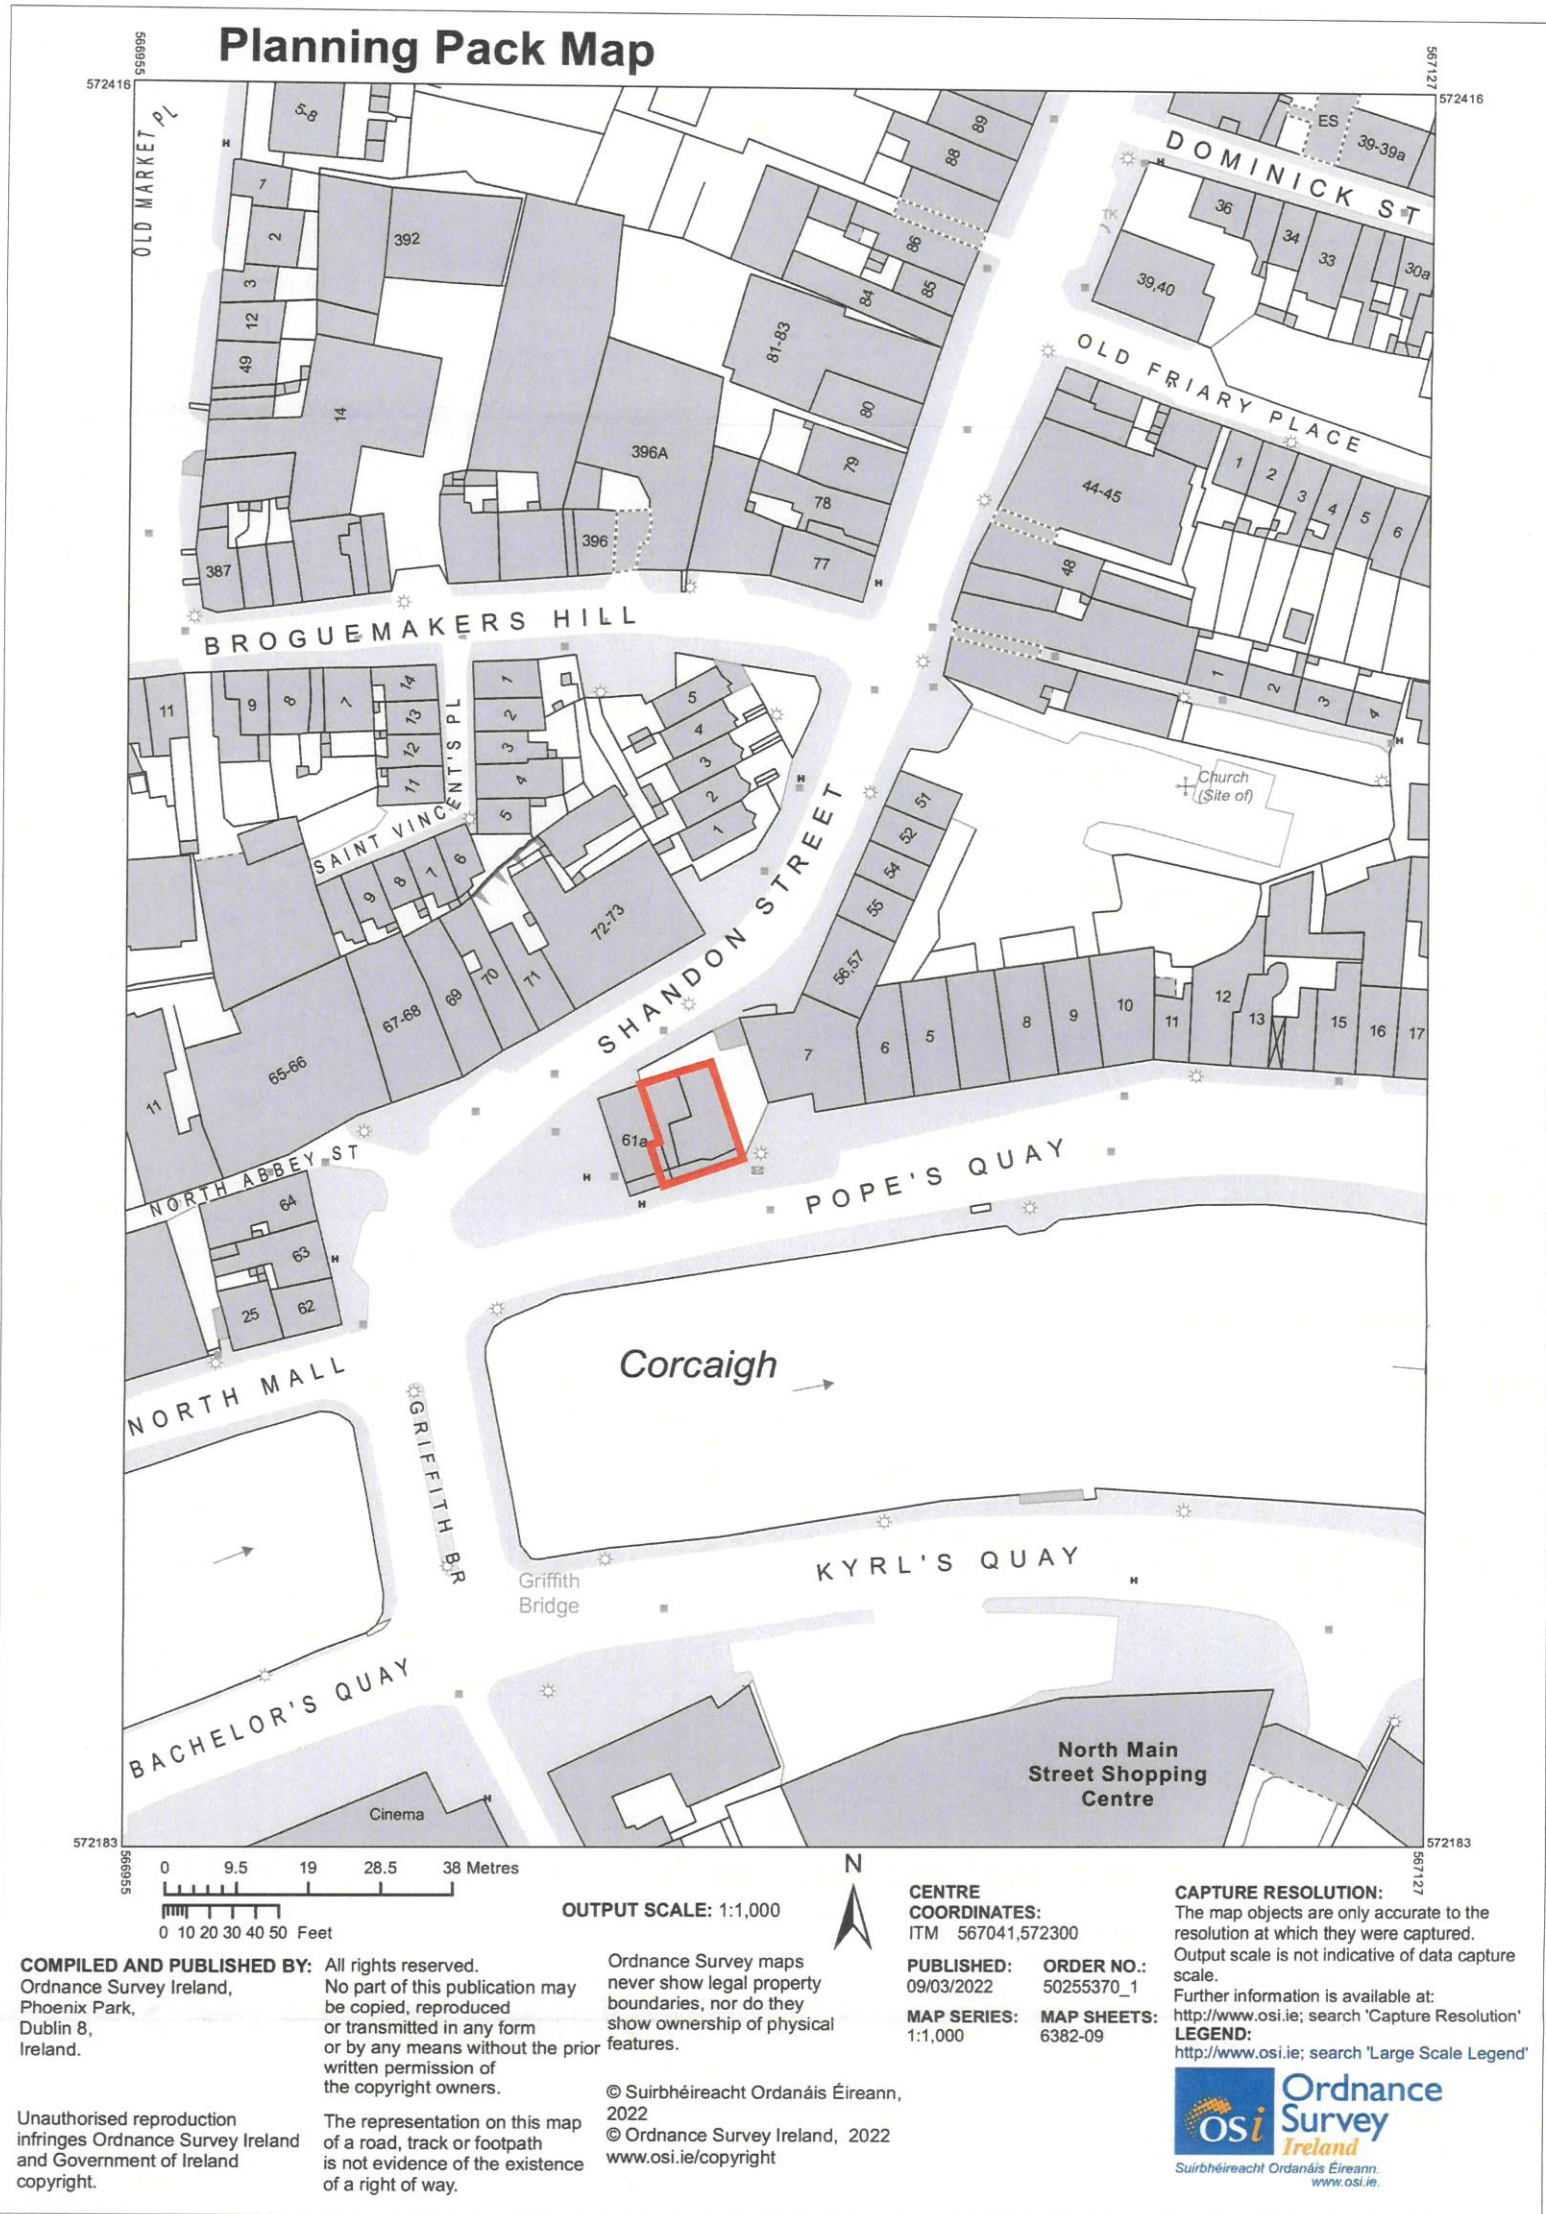 Planning Pack Map
566955
567127
572416
572416
OLD MARKET PL
5-8
1
2
3
12
49
14
392
387
396A
396
89
88
86
85
84
81-83
80
79
78
77
DOMINICK ST
ES
39-39a
36
34
33
30a
TK
39,40
OLD FRIARY PLACE
44-45
48
1
2
3
4
5
6
1
2
3
4
H
H
H
H
H
BROGUEMAKERS HILL
11
9
8
7
14
13
12
11
SAINT VINCENT'S PL
1
2
3
4
5
9
8
7
6
5
4
3
2
1
72-73
71
70
69
67-68
65-66
11
SHANDON STREET
51
52
54
55
56,57
Church
(Site of)
7
6
5
8
9
10
11
12
13
15
16
17
61a
H
H
NORTH ABBEY ST
64
63
25
62
H
POPE'S QUAY
NORTH MALL
Corcaigh
GRIFFITH BR
Griffith
Bridge
KYRL'S QUAY
H
BACHELOR'S QUAY
Cinema
H
North Main
Street Shopping
Centre
572183
572183
566955
567127
0 9.5 19 28.5 38 Metres
0 10 20 30 40 50 Feet
OUTPUT SCALE: 1:1,000
N
CENTRE
COORDINATES:
ITM 567041,572300
PUBLISHED: ORDER NO.:
09/03/2022 50255370_1
MAP SERIES: MAP SHEETS:
1:1,000 6382-09
CAPTURE RESOLUTION:
The map objects are only accurate to the
resolution at which they were captured.
Output scale is not indicative of data capture
scale.
Further information is available at:
http://www.osi.ie; search 'Capture Resolution'
LEGEND:
http://www.osi.ie; search 'Large Scale Legend'
COMPILED AND PUBLISHED BY:
Ordnance Survey Ireland,
Phoenix Park,
Dublin 8,
Ireland.
Unauthorised reproduction
infringes Ordnance Survey Ireland
and Government of Ireland
copyright.
All rights reserved.
No part of this publication may
be copied, reproduced
or transmitted in any form
or by any means without the prior
written permission of
the copyright owners.
The representation on this map
of a road, track or footpath
is not evidence of the existence
of a right of way.
Ordnance Survey maps
never show legal property
boundaries, nor do they
show ownership of physical
features.
© Suirbhéireacht Ordanáis Éireann,
2022
© Ordnance Survey Ireland, 2022
www.osi.ie/copyright
osi
Ordnance
Survey
Ireland
Suirbhéireacht Ordanáis Éireann.
www.osi.ie.